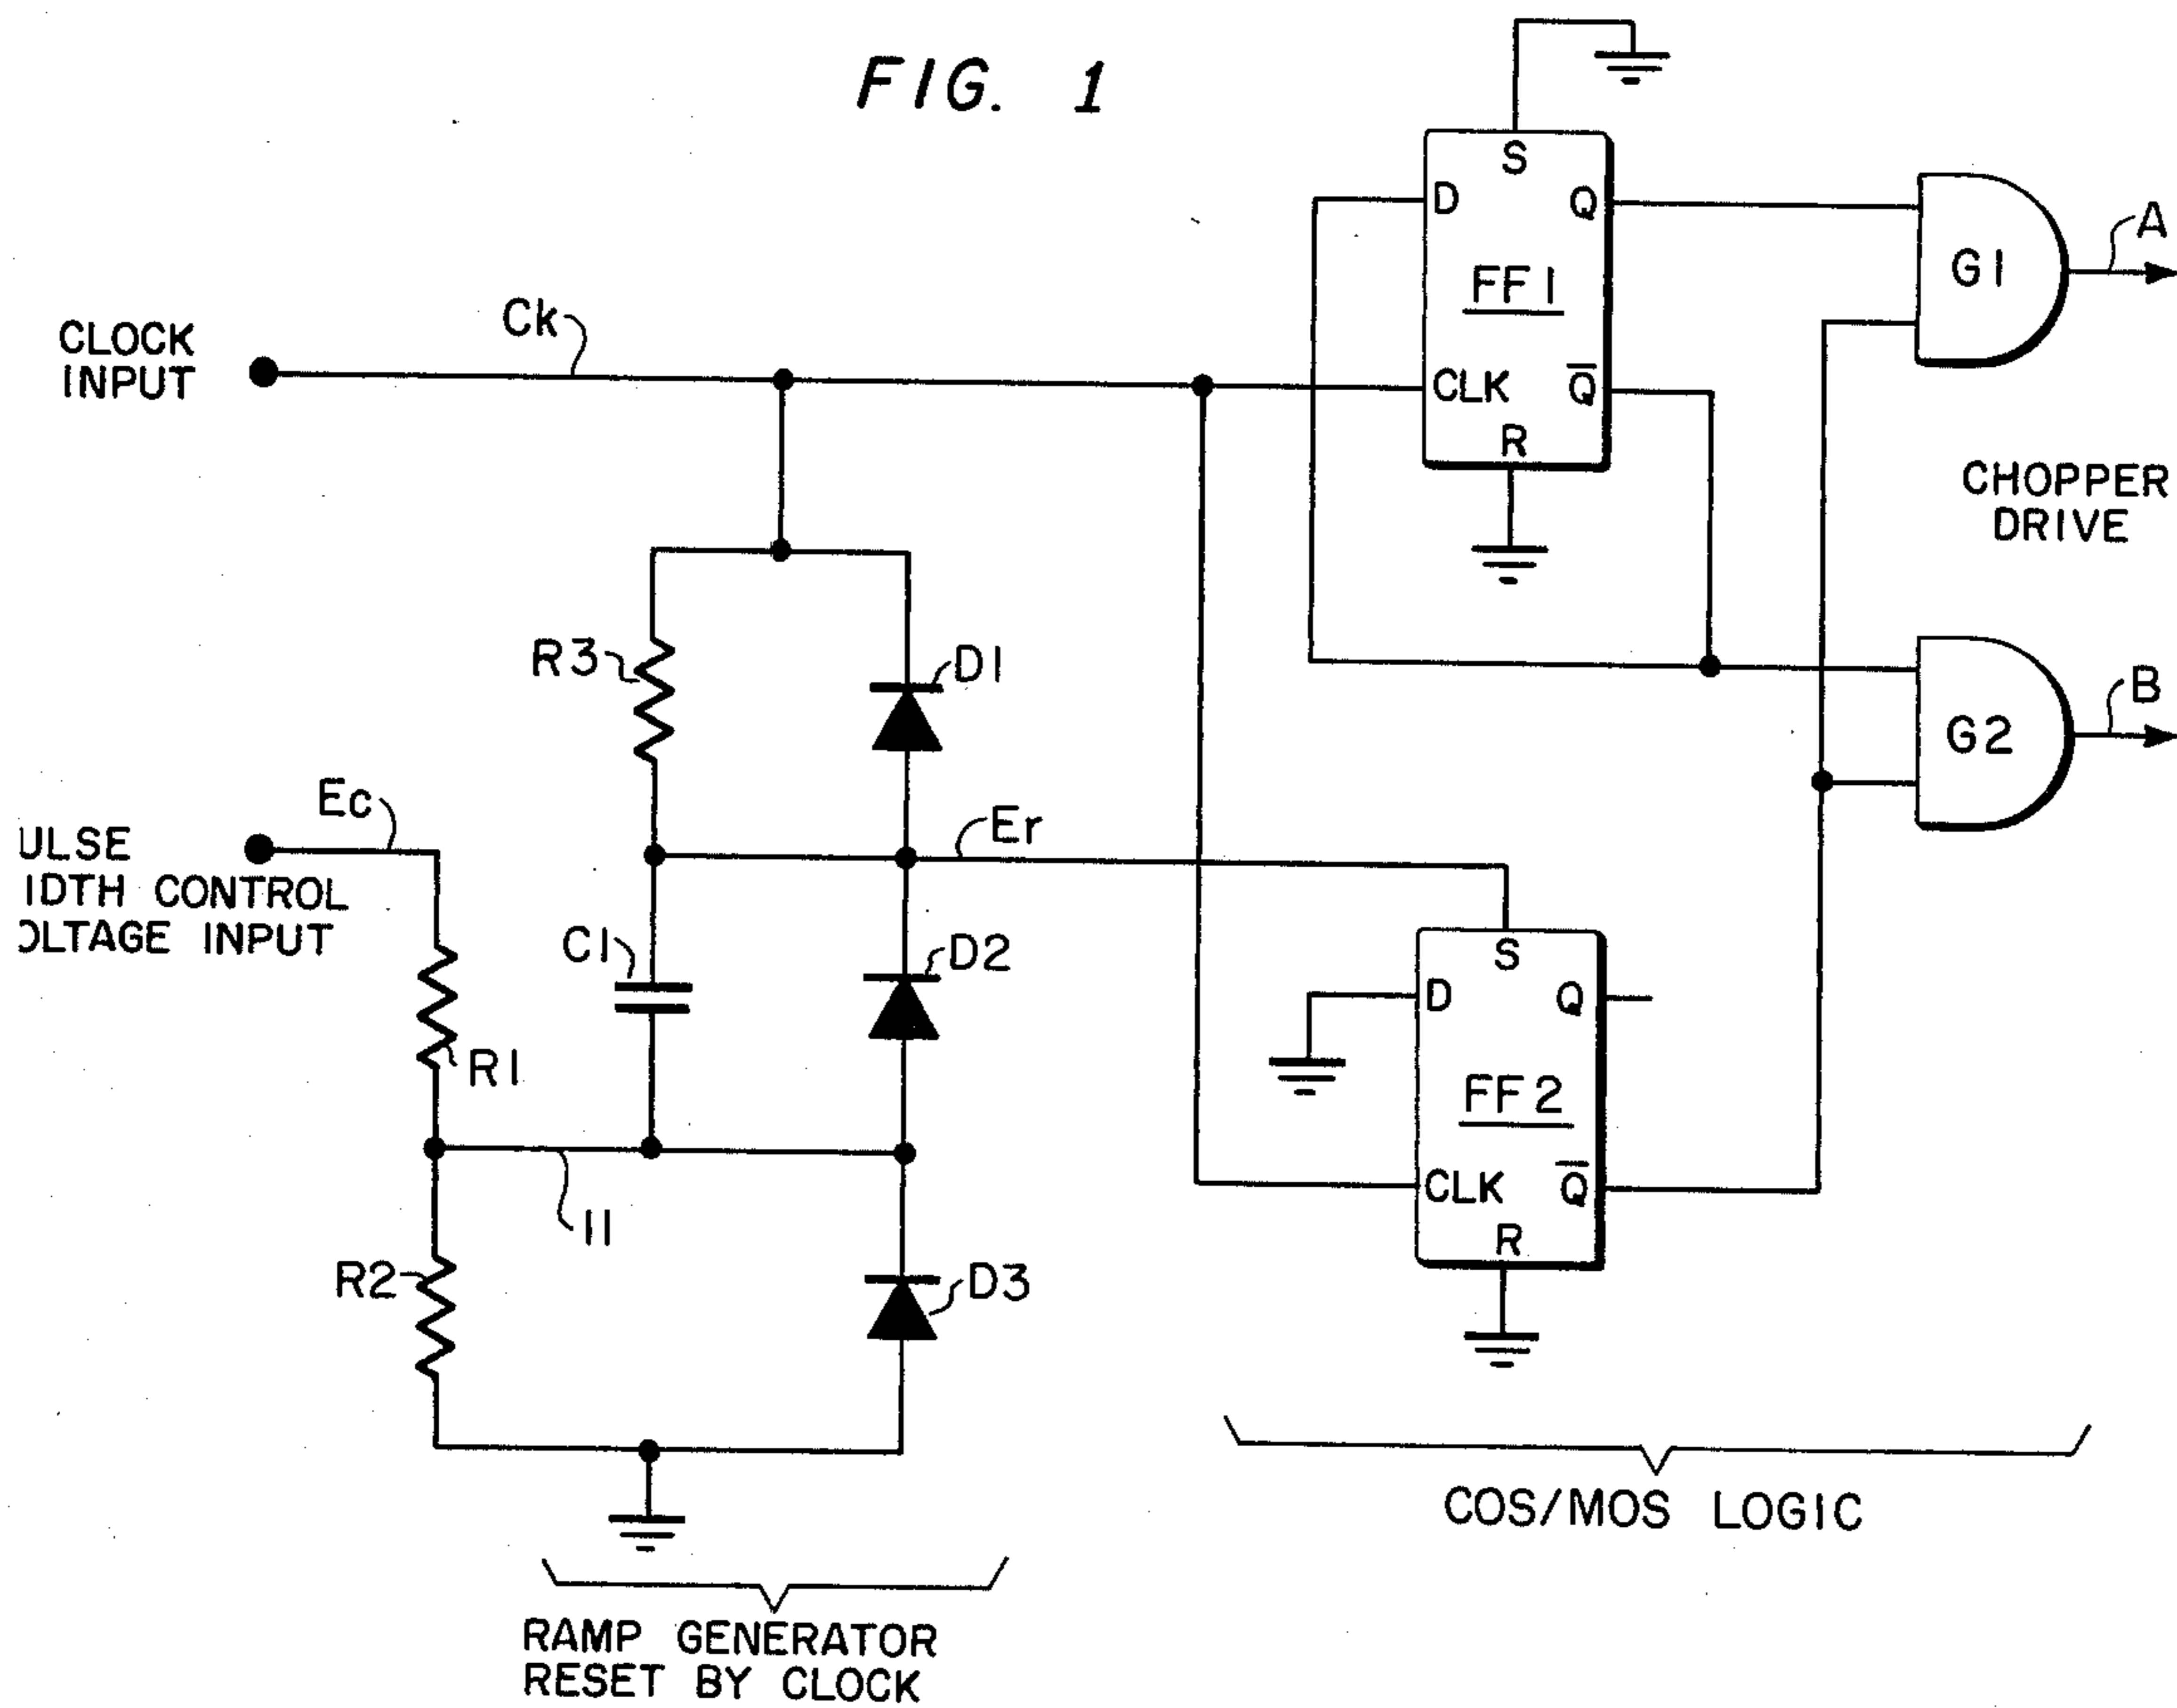 FIG. 1
S
D
Q
FF1
CLK
Q̅
R
G1
A
CLOCK
INPUT
Ck
CHOPPER
DRIVE
R3
D1
G2
B
Ec
Er
ULSE
IDTH CONTROL
OLTAGE INPUT
C1
D2
R1
S
D
Q
FF2
CLK
Q̅
R
11
R2
D3
COS/MOS LOGIC
RAMP GENERATOR
RESET BY CLOCK